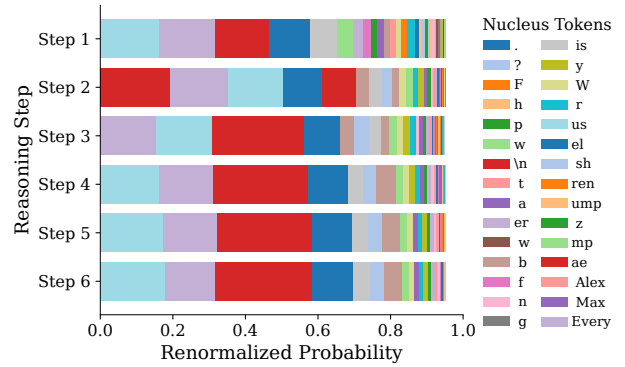 Nucleus Tokens
. is
? y
F W
h r
p us
w el
\n sh
t ren
a ump
er z
w mp
b ae
f Alex
n Max
g Every
Step 1
Step 2
Step 3
Step 4
Step 5
Step 6
Reasoning Step
0.0 0.2 0.4 0.6 0.8 1.0
Renormalized Probability